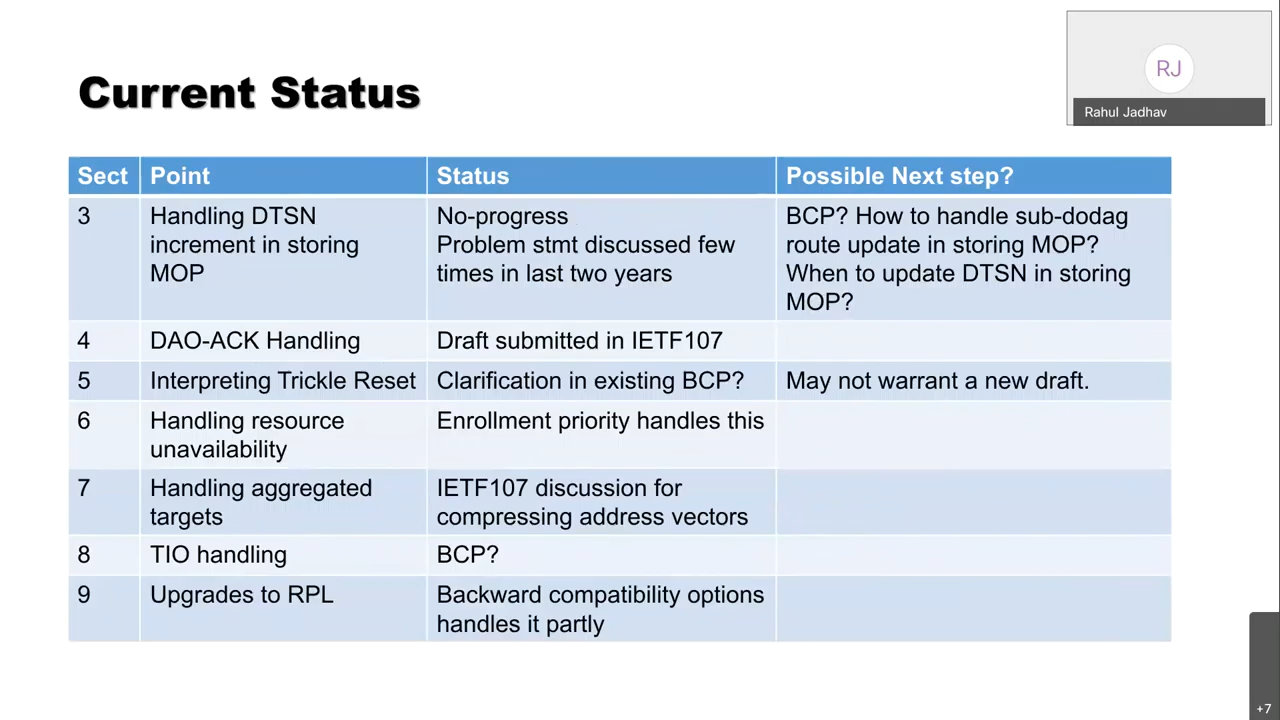 Current Status
RJ
Rahul Jadhav
Sect Point Status Possible Next step?
3 Handling DTSN No-progress BCP? How to handle sub-dodag
increment in storing Problem stmt discussed few route update in storing MOP?
MOP times in last two years When to update DTSN in storing
MOP?
4 DAO-ACK Handling Draft submitted in IETF107
5 Interpreting Trickle Reset Clarification in existing BCP? May not warrant a new draft.
6 Handling resource Enrollment priority handles this
unavailability
7 Handling aggregated IETF107 discussion for
targets compressing address vectors
8 TIO handling BCP?
9 Upgrades to RPL Backward compatibility options
handles it partly
+7